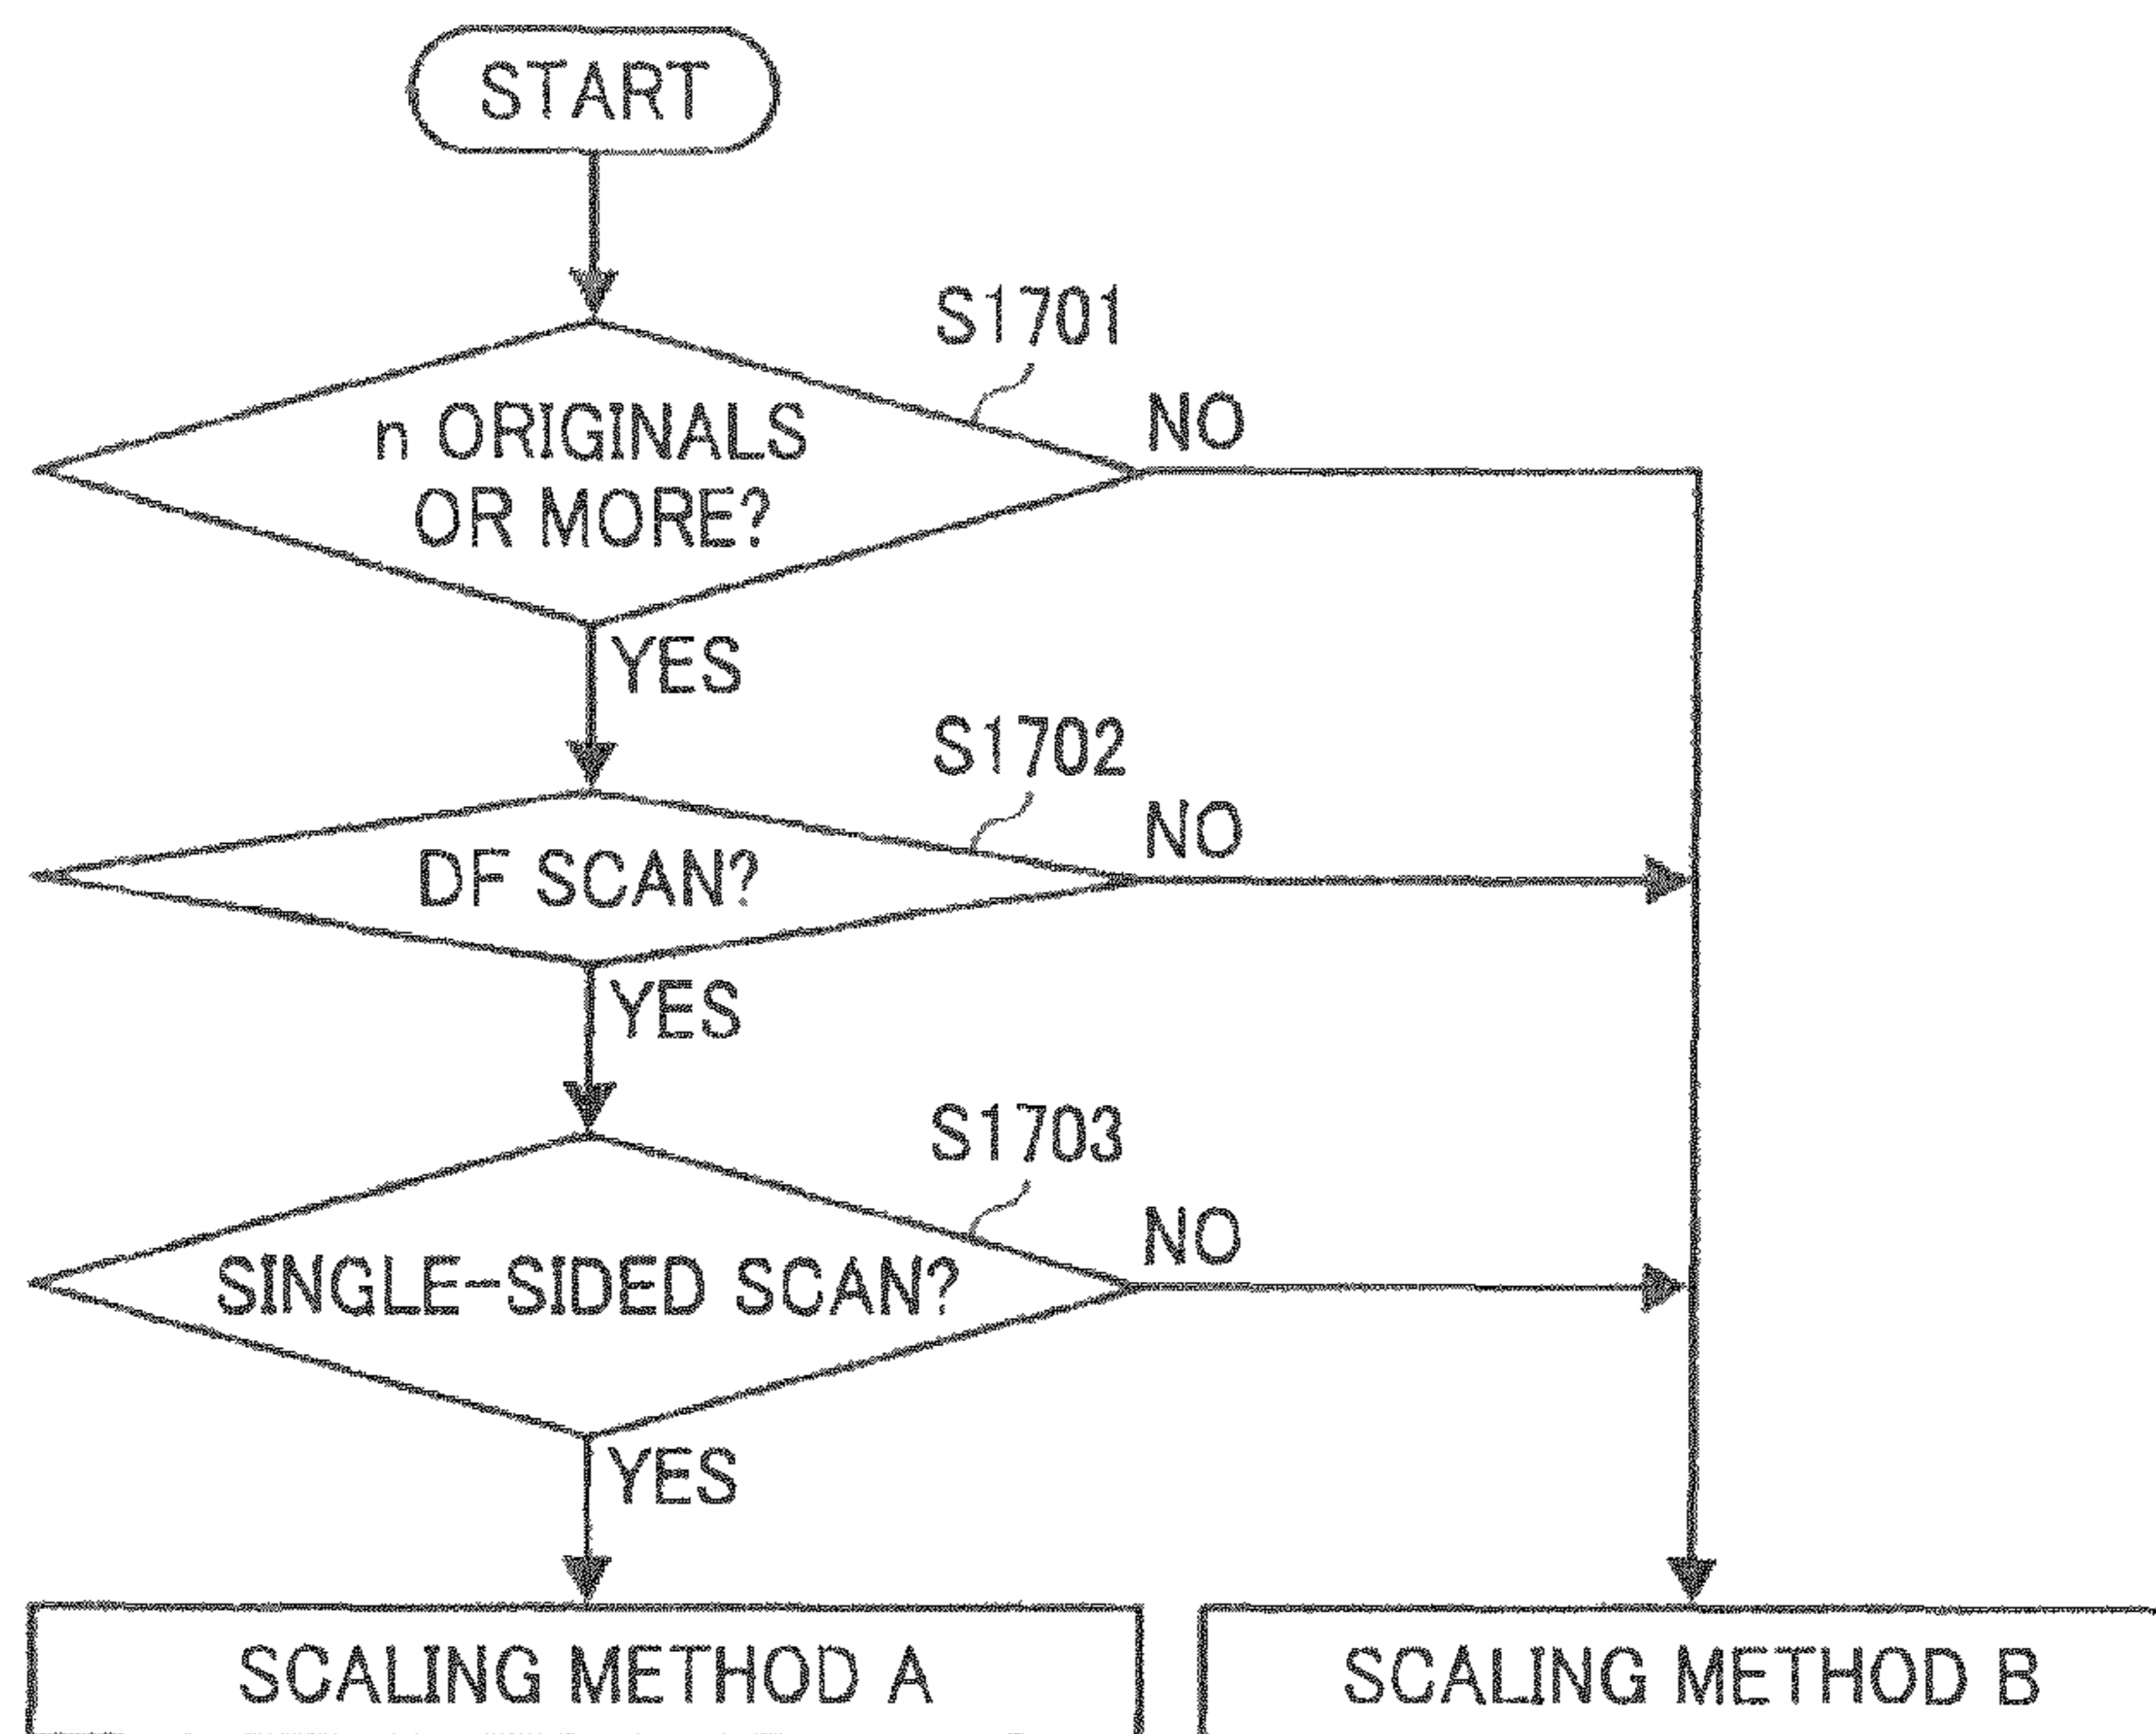 START
S1701
n ORIGINALS
OR MORE?
NO
YES
S1702
DF SCAN?
NO
YES
S1703
SINGLE-SIDED SCAN?
NO
YES
SCALING METHOD A
SCALING METHOD B